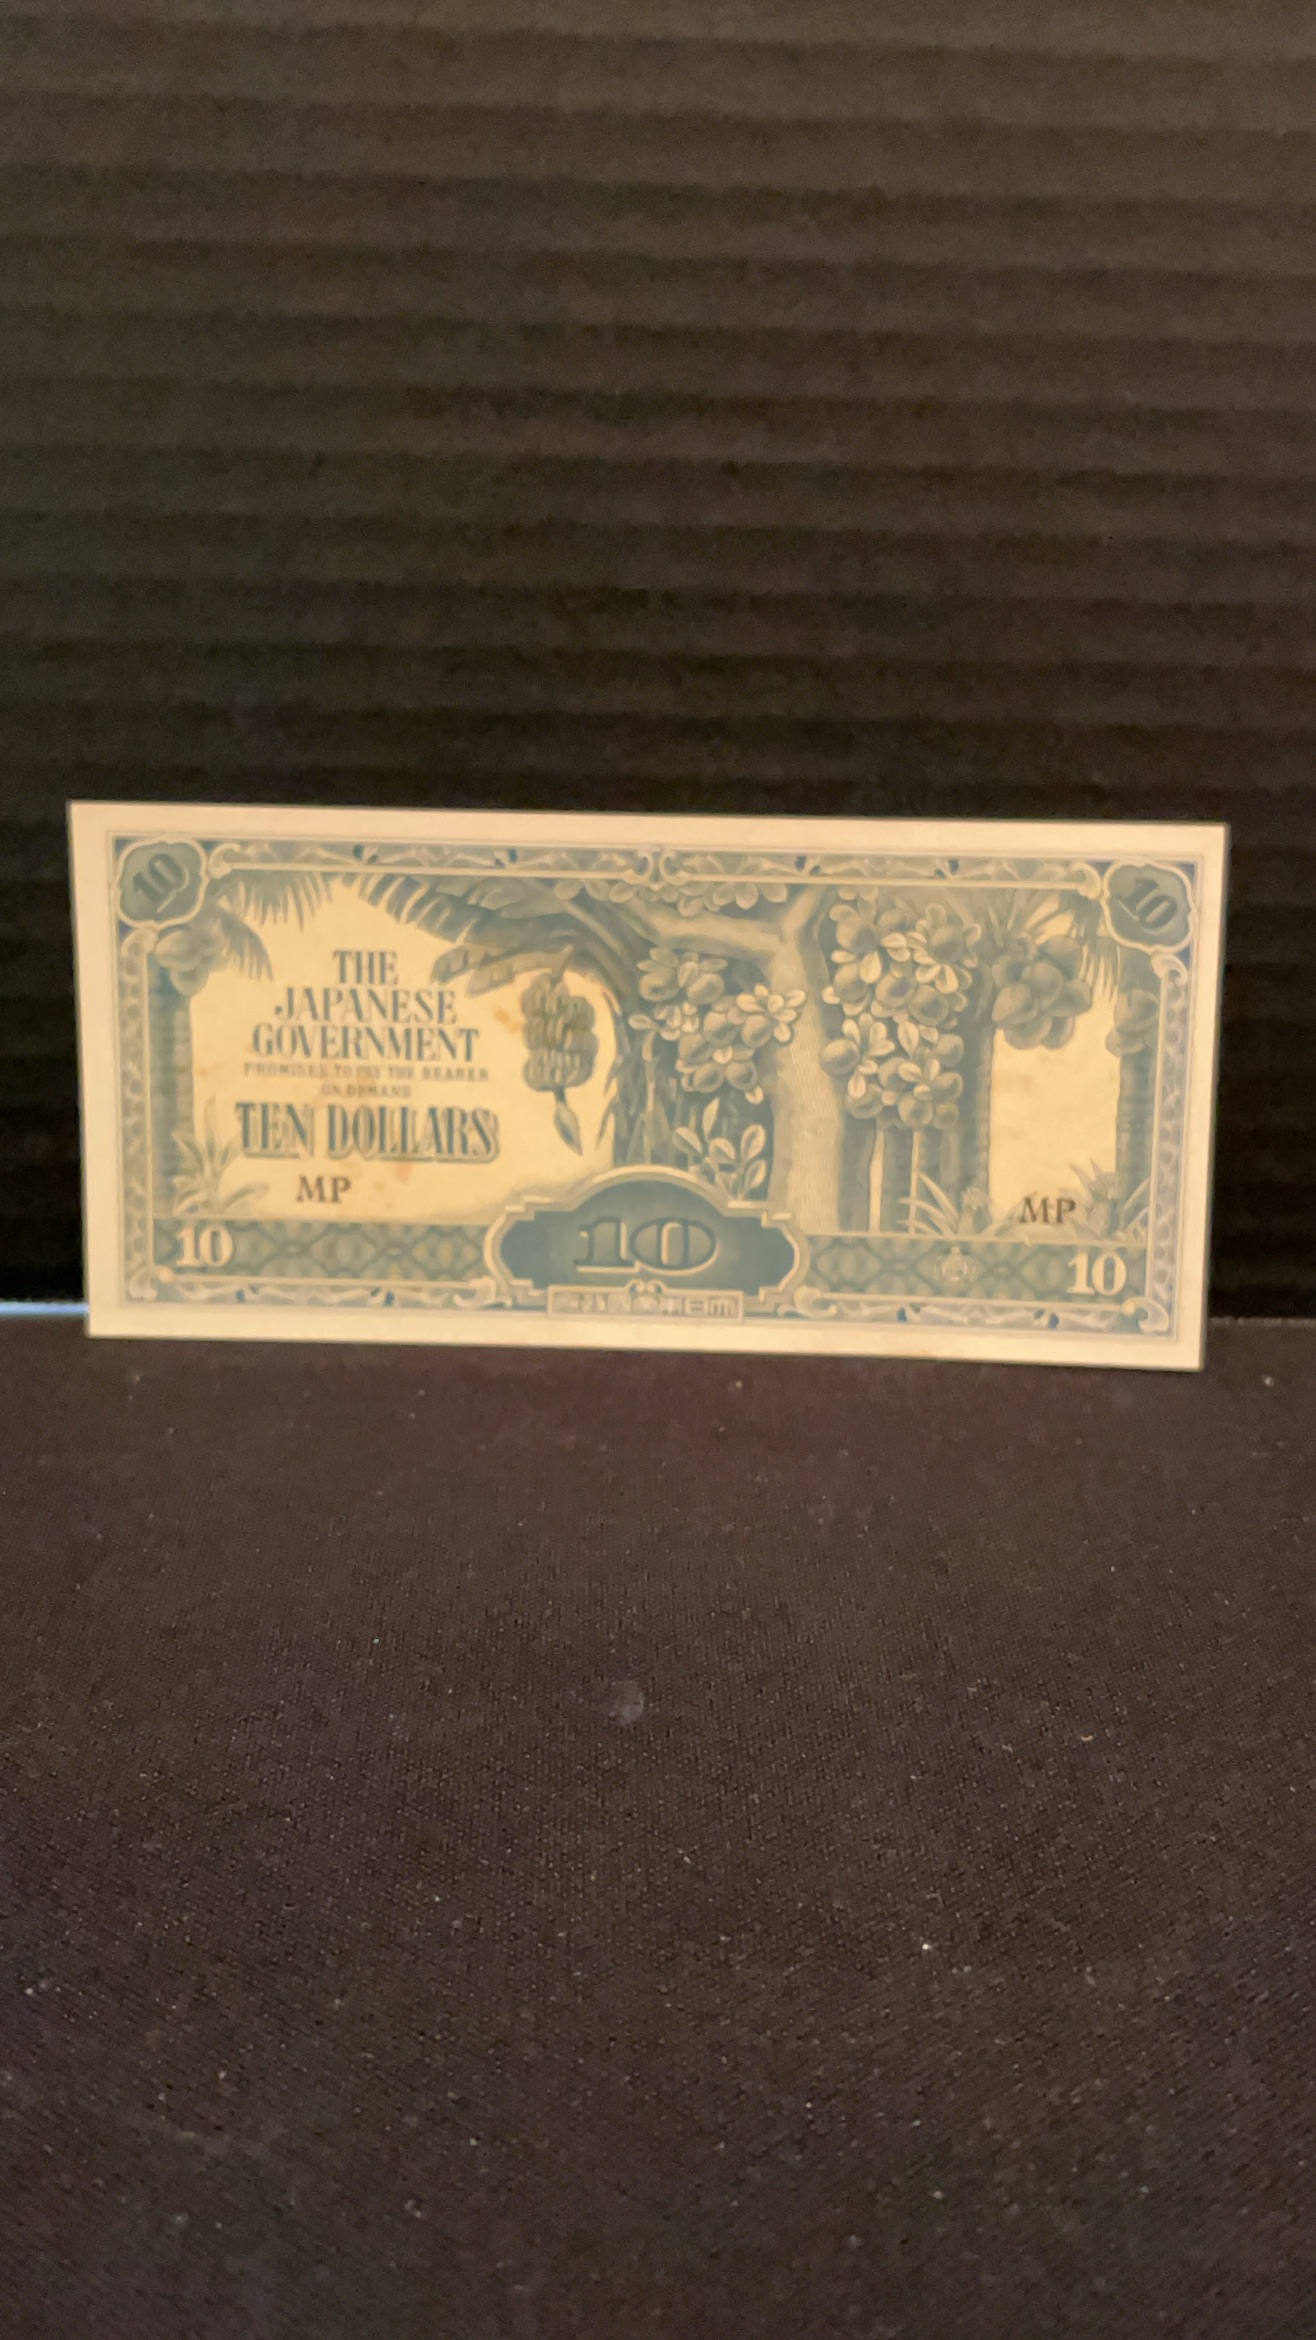 10
10
THE
JAPANESE
GOVERNMENT
PROMISES TO PAY THE BEARER
ON DEMAND
TEN DOLLARS
MP
MP
10
10
10